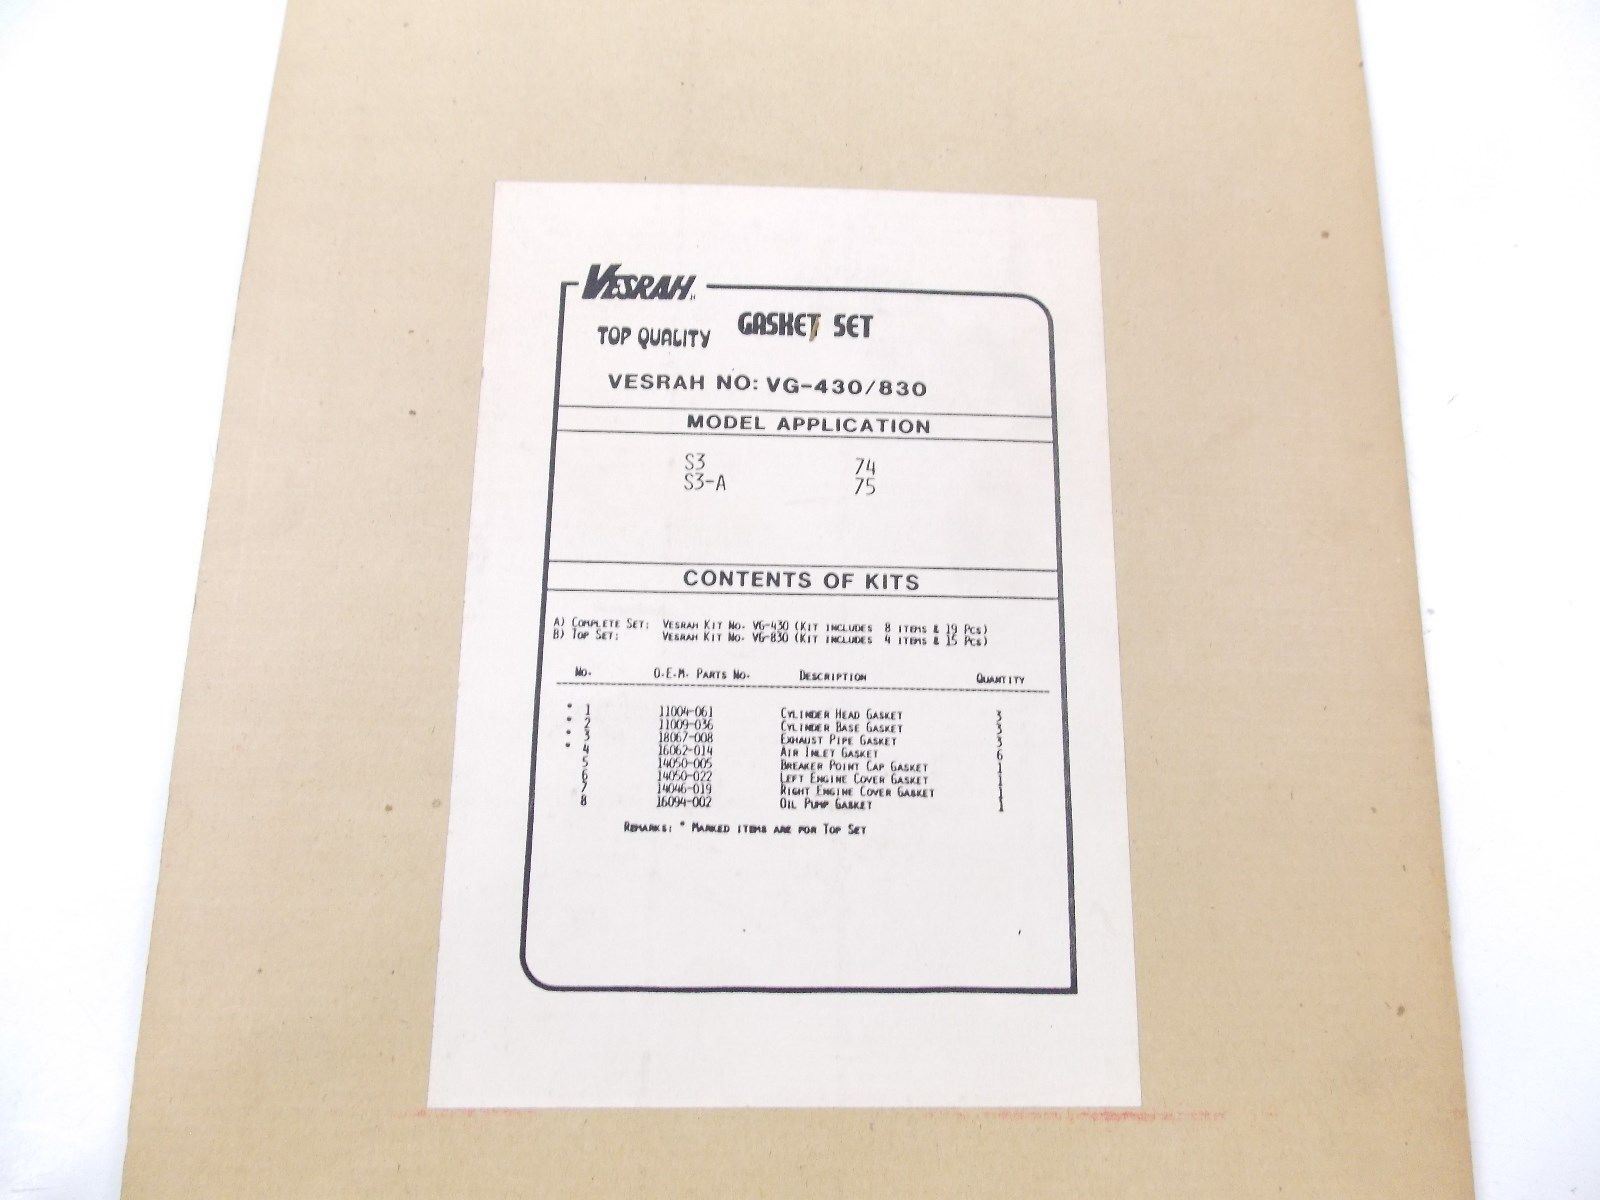 VESRAH
TOP QUALITY GASKET SET
VESRAH NO: VG-430/830
MODEL APPLICATION
S3 74
S3-A 75
CONTENTS OF KITS
A) COMPLETE SET: VESRAH KIT NO. VG-430 (KIT INCLUDES 8 ITEMS & 19 PCS)
B) TOP SET: VESRAH KIT NO. VG-830 (KIT INCLUDES 4 ITEMS & 15 PCS)
NO. O.E.M. PARTS NO. DESCRIPTION QUANTITY
* 1 11004-061 CYLINDER HEAD GASKET 3
* 2 11009-036 CYLINDER BASE GASKET 3
* 3 18067-008 EXHAUST PIPE GASKET 3
* 4 16062-014 AIR INLET GASKET 6
5 14050-005 BREAKER POINT CAP GASKET 1
6 14050-022 LEFT ENGINE COVER GASKET 1
7 14046-019 RIGHT ENGINE COVER GASKET 1
8 16094-002 OIL PUMP GASKET 1
REMARKS: * MARKED ITEMS ARE FOR TOP SET